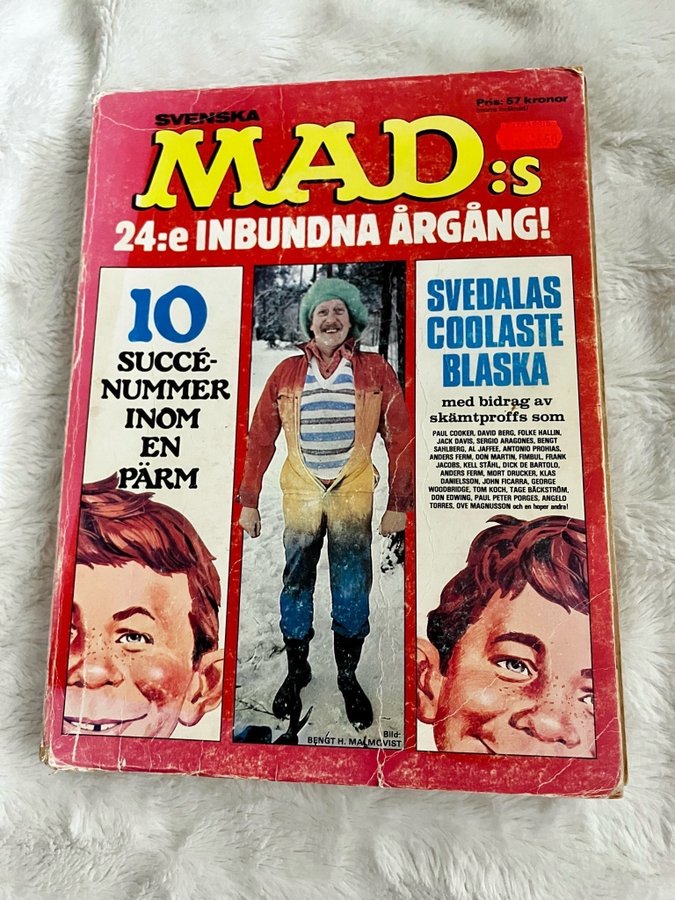 SVENSKA
Pris: 57 kronor
MAD:s
24:e INBUNDNA ÅRGÅNG!
10
SUCCÉ-
NUMMER
INOM
EN
PÄRM
SVEDALAS
COOLASTE
BLASKA
med bidrag av
skämtproffs som
PAUL COOKER, DAVID BERG, FOLKE HALLIN,
JACK DAVIS, SERGIO ARAGONES, BENGT
SAHLBERG, AL JAFFEE, ANTONIO PROHIAS,
ANDERS FERM, DON MARTIN, FIMBUL, FRANK
JACOBS, KELL STÅHL, DICK DE BARTOLO,
ANDERS FERM, MORT DRUCKER, KLAS
DANIELSSON, JOHN FICARRA, GEORGE
WOODBRIDGE, TOM KOCH, TAGE BÄCKSTRÖM,
DON EDWING, PAUL PETER PORGES, ANGELO
TORRES, OVE MAGNUSSON och en hoper andra!
Bild:
BENGT H. MALMQVIST